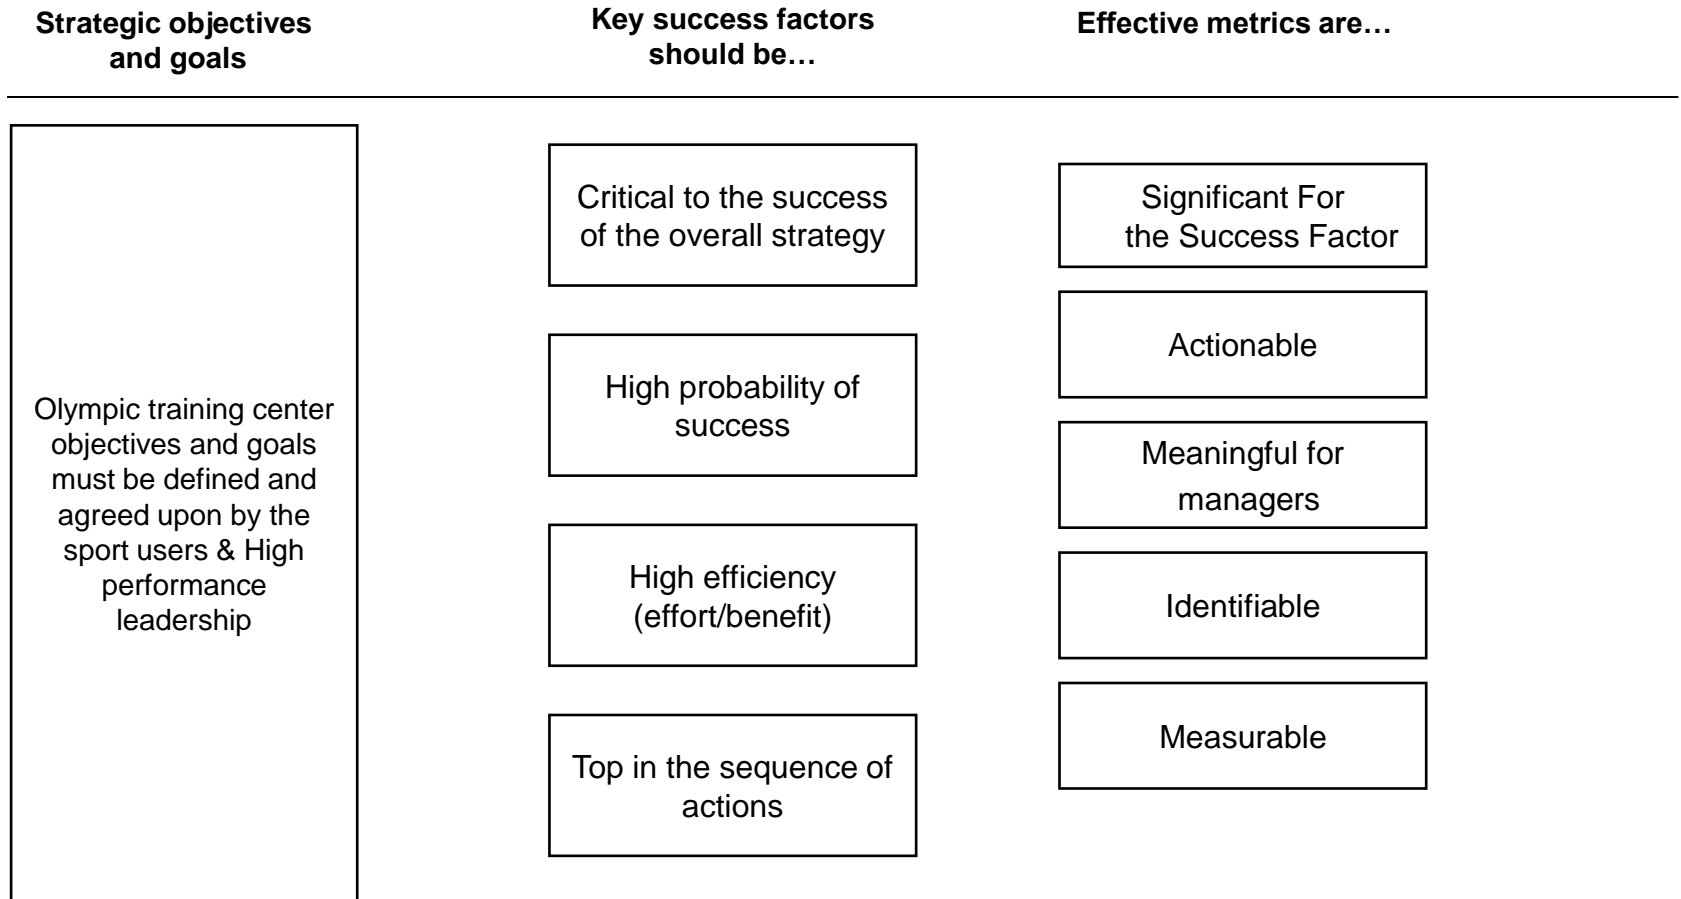 Strategic objectives
and goals
Key success factors
should be…
Effective metrics are…
Olympic training center
objectives and goals
must be defined and
agreed upon by the
sport users & High
performance
leadership
Critical to the success
of the overall strategy
High probability of
success
High efficiency
(effort/benefit)
Top in the sequence of
actions
Significant For
the Success Factor
Actionable
Meaningful for
managers
Identifiable
Measurable